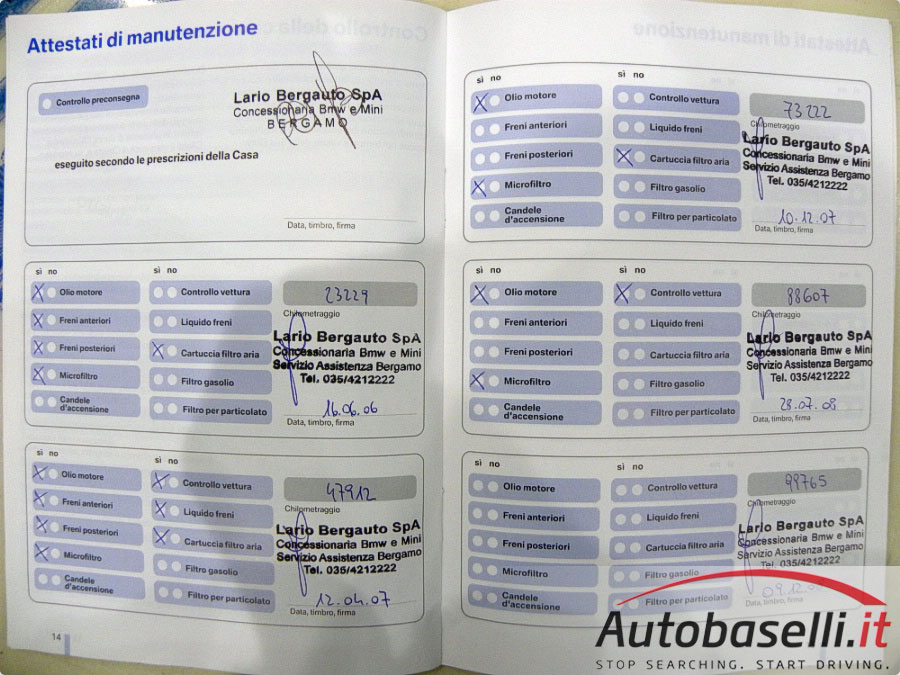 Attestati di manutenzione
Controllo preconsegna
Lario Bergauto SpA
Concessionaria Bmw e Mini
BERGAMO
eseguito secondo le prescrizioni della Casa
Data, timbro, firma
sì no
sì no
Olio motore
Controllo vettura
23229
Freni anteriori
Liquido freni
Chilometraggio
Freni posteriori
Cartuccia filtro aria
Lario Bergauto SpA
Concessionaria Bmw e Mini
Servizio Assistenza Bergamo
Tel. 035/4212222
Microfiltro
Filtro gasolio
Candele
d'accensione
Filtro per particolato
16.06.06
Data, timbro, firma
sì no
sì no
Olio motore
Controllo vettura
47912
Freni anteriori
Liquido freni
Chilometraggio
Freni posteriori
Cartuccia filtro aria
Lario Bergauto SpA
Concessionaria Bmw e Mini
Servizio Assistenza Bergamo
Tel. 035/4212222
Microfiltro
Filtro gasolio
Candele
d'accensione
Filtro per particolato
12.04.07
Data, timbro, firma
14
sì no
sì no
Olio motore
Controllo vettura
73222
Freni anteriori
Liquido freni
Chilometraggio
Freni posteriori
Cartuccia filtro aria
Lario Bergauto SpA
Concessionaria Bmw e Mini
Servizio Assistenza Bergamo
Tel. 035/4212222
Microfiltro
Filtro gasolio
Candele
d'accensione
Filtro per particolato
10.12.07
Data, timbro, firma
sì no
sì no
Olio motore
Controllo vettura
88607
Freni anteriori
Liquido freni
Chilometraggio
Freni posteriori
Cartuccia filtro aria
Lario Bergauto SpA
Concessionaria Bmw e Mini
Servizio Assistenza Bergamo
Tel. 035/4212222
Microfiltro
Filtro gasolio
Candele
d'accensione
Filtro per particolato
28.07.08
Data, timbro, firma
sì no
sì no
Olio motore
Controllo vettura
99765
Freni anteriori
Liquido freni
Chilometraggio
Freni posteriori
Cartuccia filtro aria
Lario Bergauto SpA
Concessionaria Bmw e Mini
Servizio Assistenza Bergamo
Tel. 035/4212222
Microfiltro
Filtro gasolio
Candele
d'accensione
Filtro per particolato
Data, timbro, firma
Autobaselli.it
STOP SEARCHING. START DRIVING.